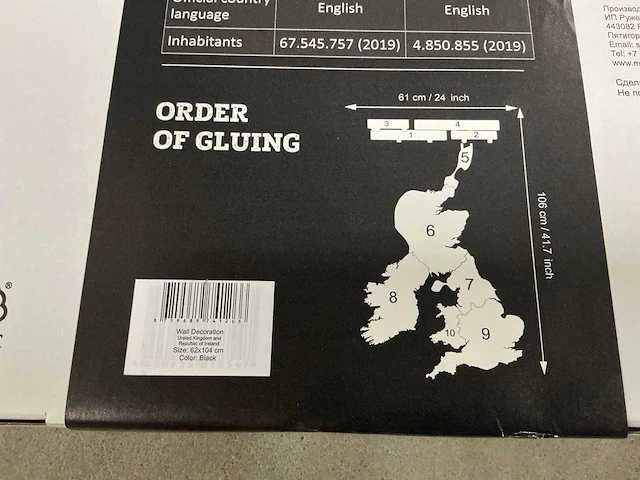 Official country
language
English
English
Inhabitants
67.545.757 (2019)
4.850.855 (2019)
ORDER
OF GLUING
61 cm / 24 inch
3
4
1
2
5
6
7
8
9
10
106 cm / 41.7 inch
Wall Decoration
United Kingdom and
Republic of Ireland
Size: 62x104 cm
Color: Black
®
Производ
ИП Руже
443082
Пятигор
Email: s
Tel: +7
www.m
Сдела
Не по